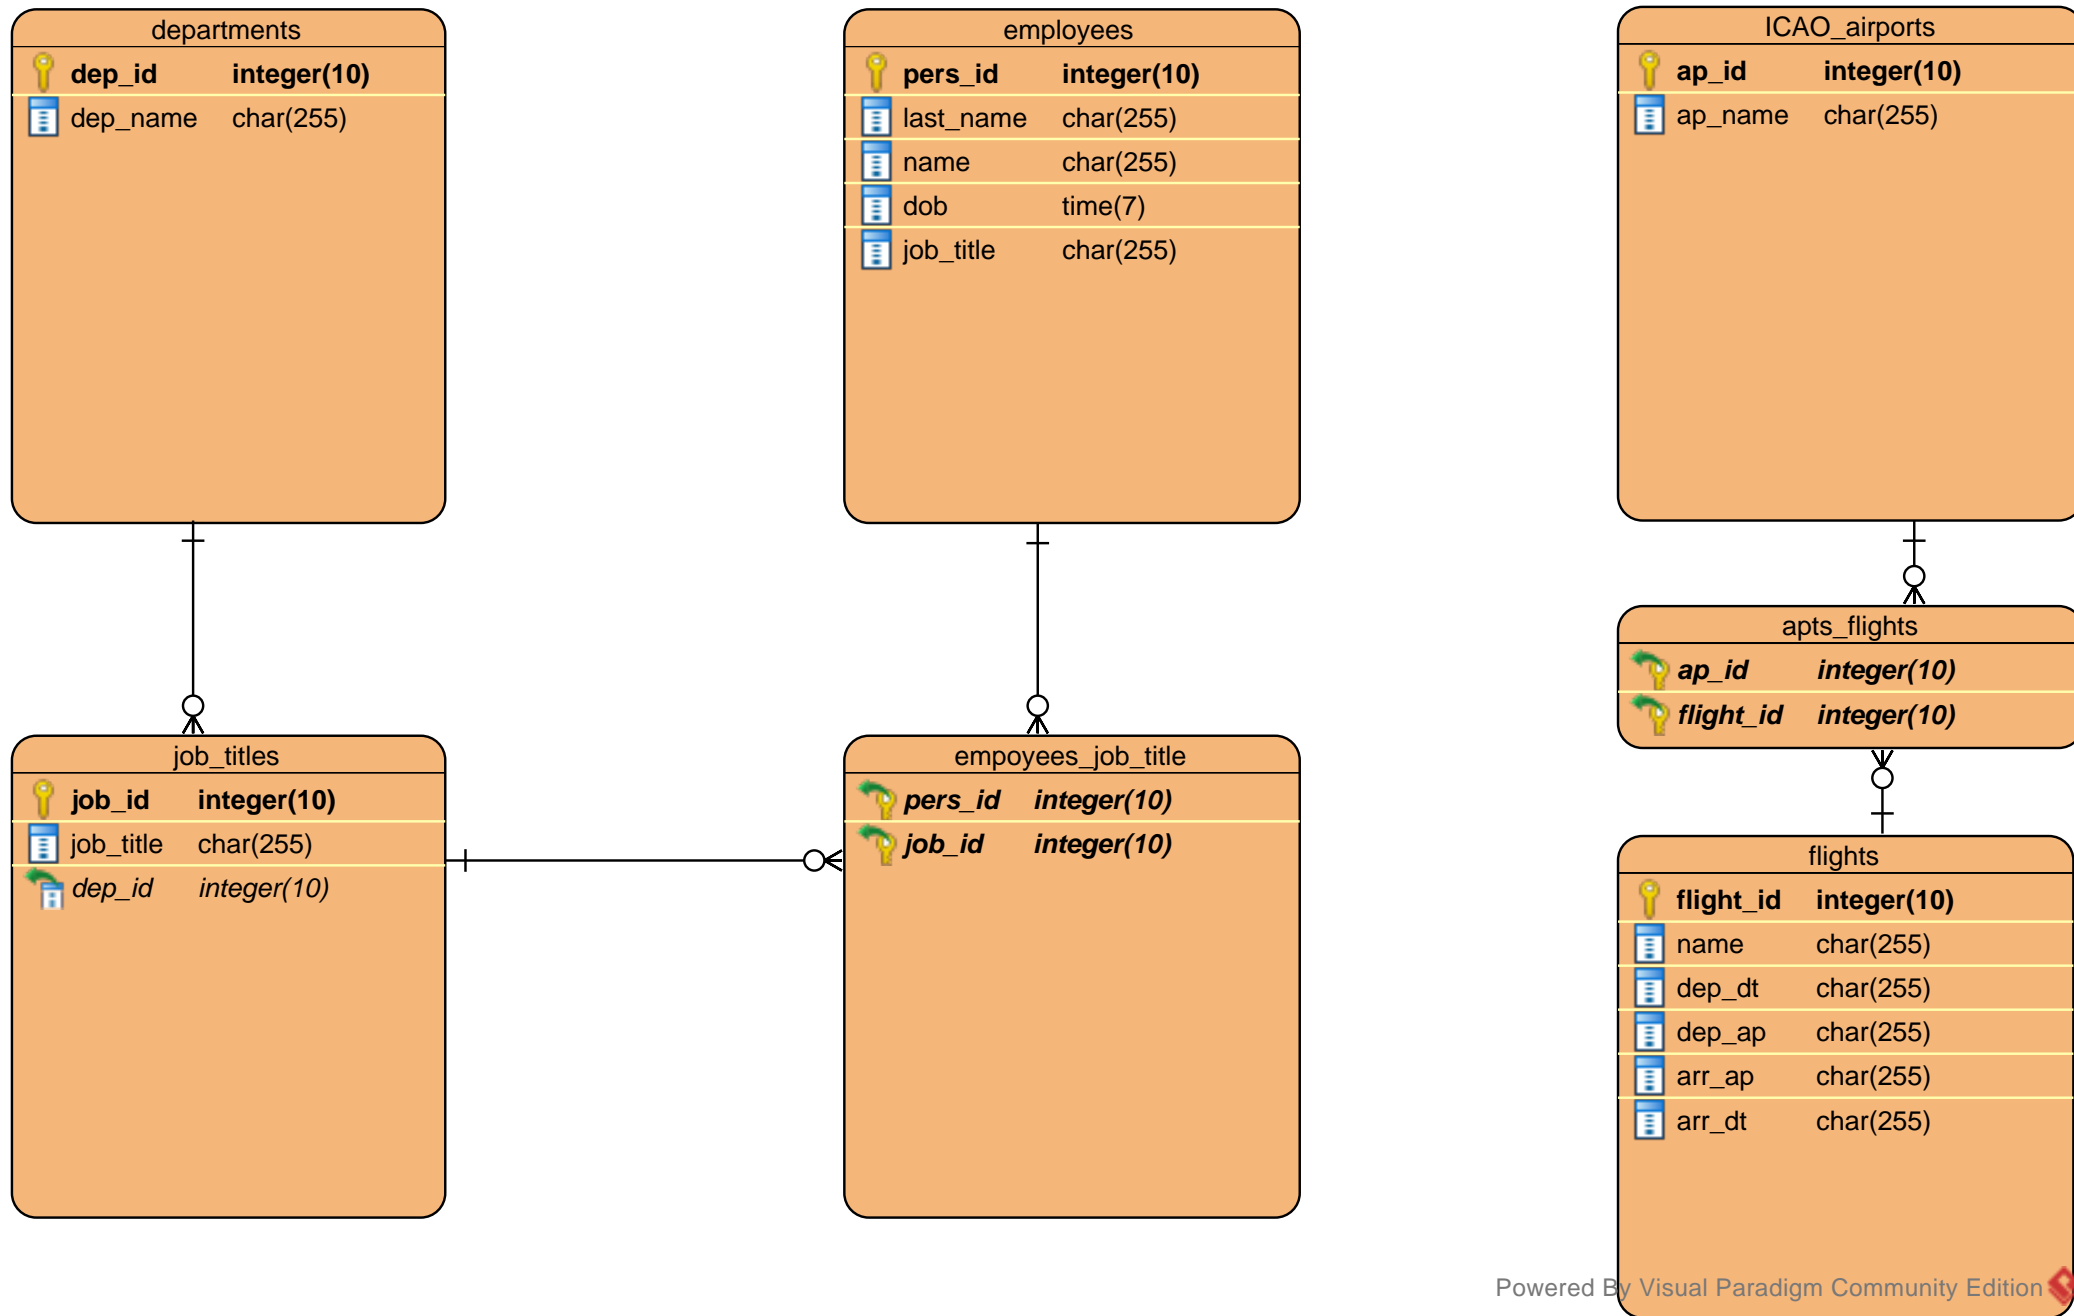 departments
dep_id integer(10)
dep_name char(255)
employees
pers_id integer(10)
last_name char(255)
name char(255)
dob time(7)
job_title char(255)
ICAO_airports
ap_id integer(10)
ap_name char(255)
apts_flights
ap_id integer(10)
flight_id integer(10)
job_titles
job_id integer(10)
job_title char(255)
dep_id integer(10)
empoyees_job_title
pers_id integer(10)
job_id integer(10)
flights
flight_id integer(10)
name char(255)
dep_dt char(255)
dep_ap char(255)
arr_ap char(255)
arr_dt char(255)
Powered By Visual Paradigm Community Edition